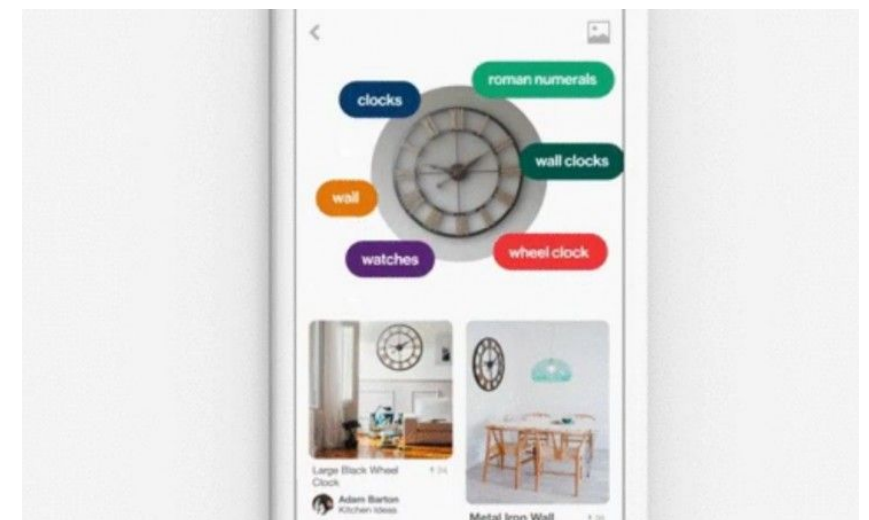 roman numerals
clocks
wall clocks
wall
wheel clock
watches
Large Black Wheel
Clock
Adam Barton
Kitchen Ideas
Metal Iron Wall